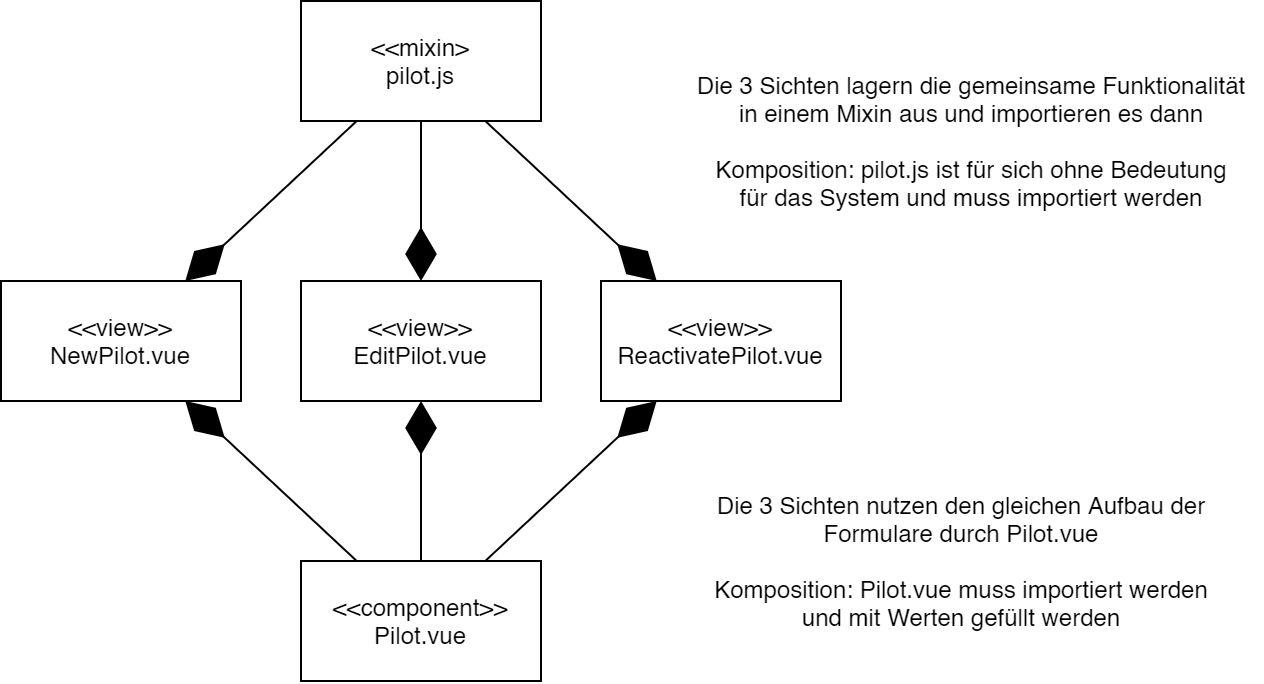 <<mixin>
pilot.js
Die 3 Sichten lagern die gemeinsame Funktionalität
in einem Mixin aus und importieren es dann
Komposition: pilot.js ist für sich ohne Bedeutung
für das System und muss importiert werden
<<view>>
NewPilot.vue
<<view>>
EditPilot.vue
<<view>>
ReactivatePilot.vue
Die 3 Sichten nutzen den gleichen Aufbau der
Formulare durch Pilot.vue
Komposition: Pilot.vue muss importiert werden
und mit Werten gefüllt werden
<<component>>
Pilot.vue